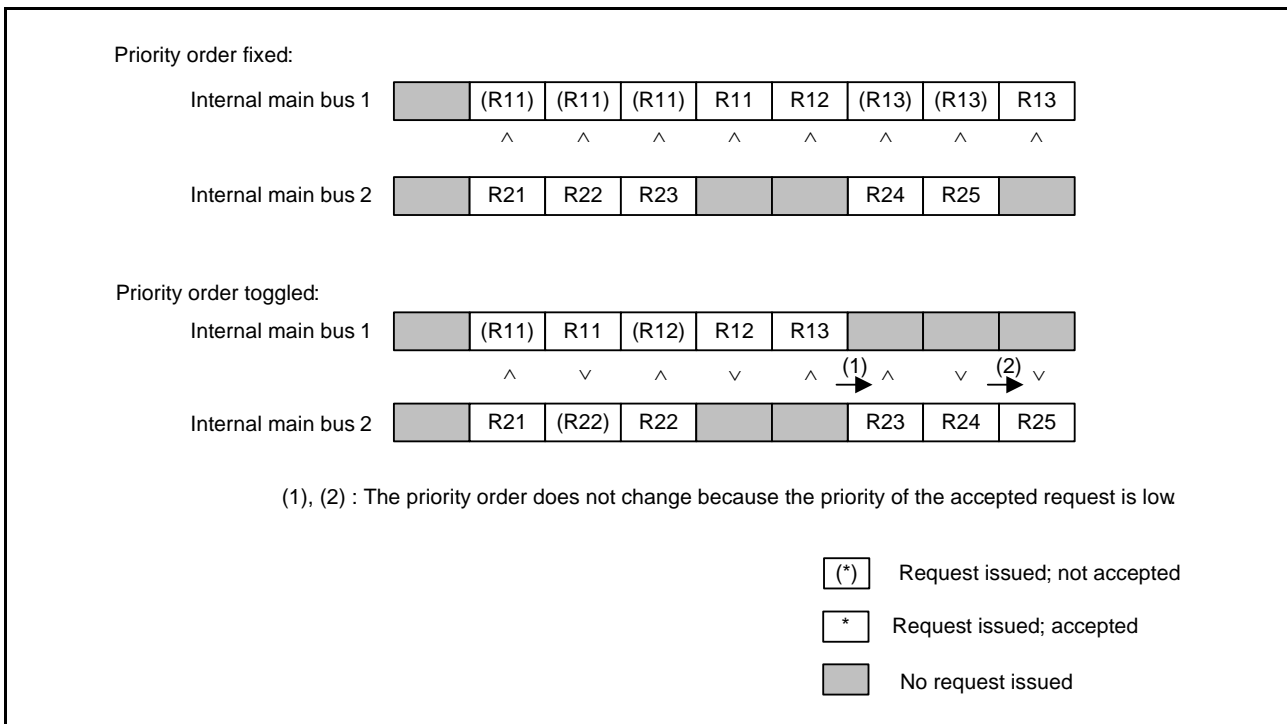 Priority order fixed:
Internal main bus 1 (R11) (R11) (R11) R11 R12 (R13) (R13) R13
^ ^ ^ ^ ^ ^ ^ ^
Internal main bus 2 R21 R22 R23 R24 R25
Priority order toggled:
Internal main bus 1 (R11) R11 (R12) R12 R13
^ v ^ v ^ (1) ^ v (2) v
Internal main bus 2 R21 (R22) R22 R23 R24 R25
(1), (2) : The priority order does not change because the priority of the accepted request is low.
(*) Request issued; not accepted
* Request issued; accepted
No request issued